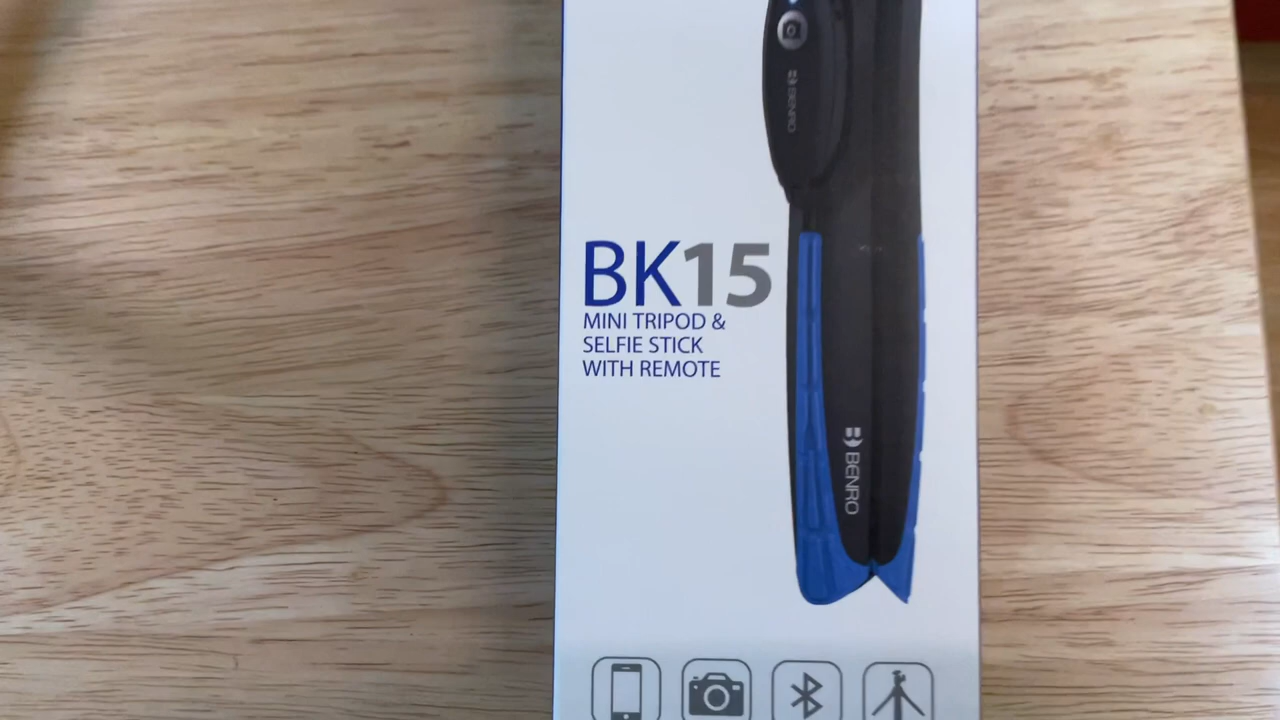 BENRO
BK15
MINI TRIPOD &
SELFIE STICK
WITH REMOTE
BENRO